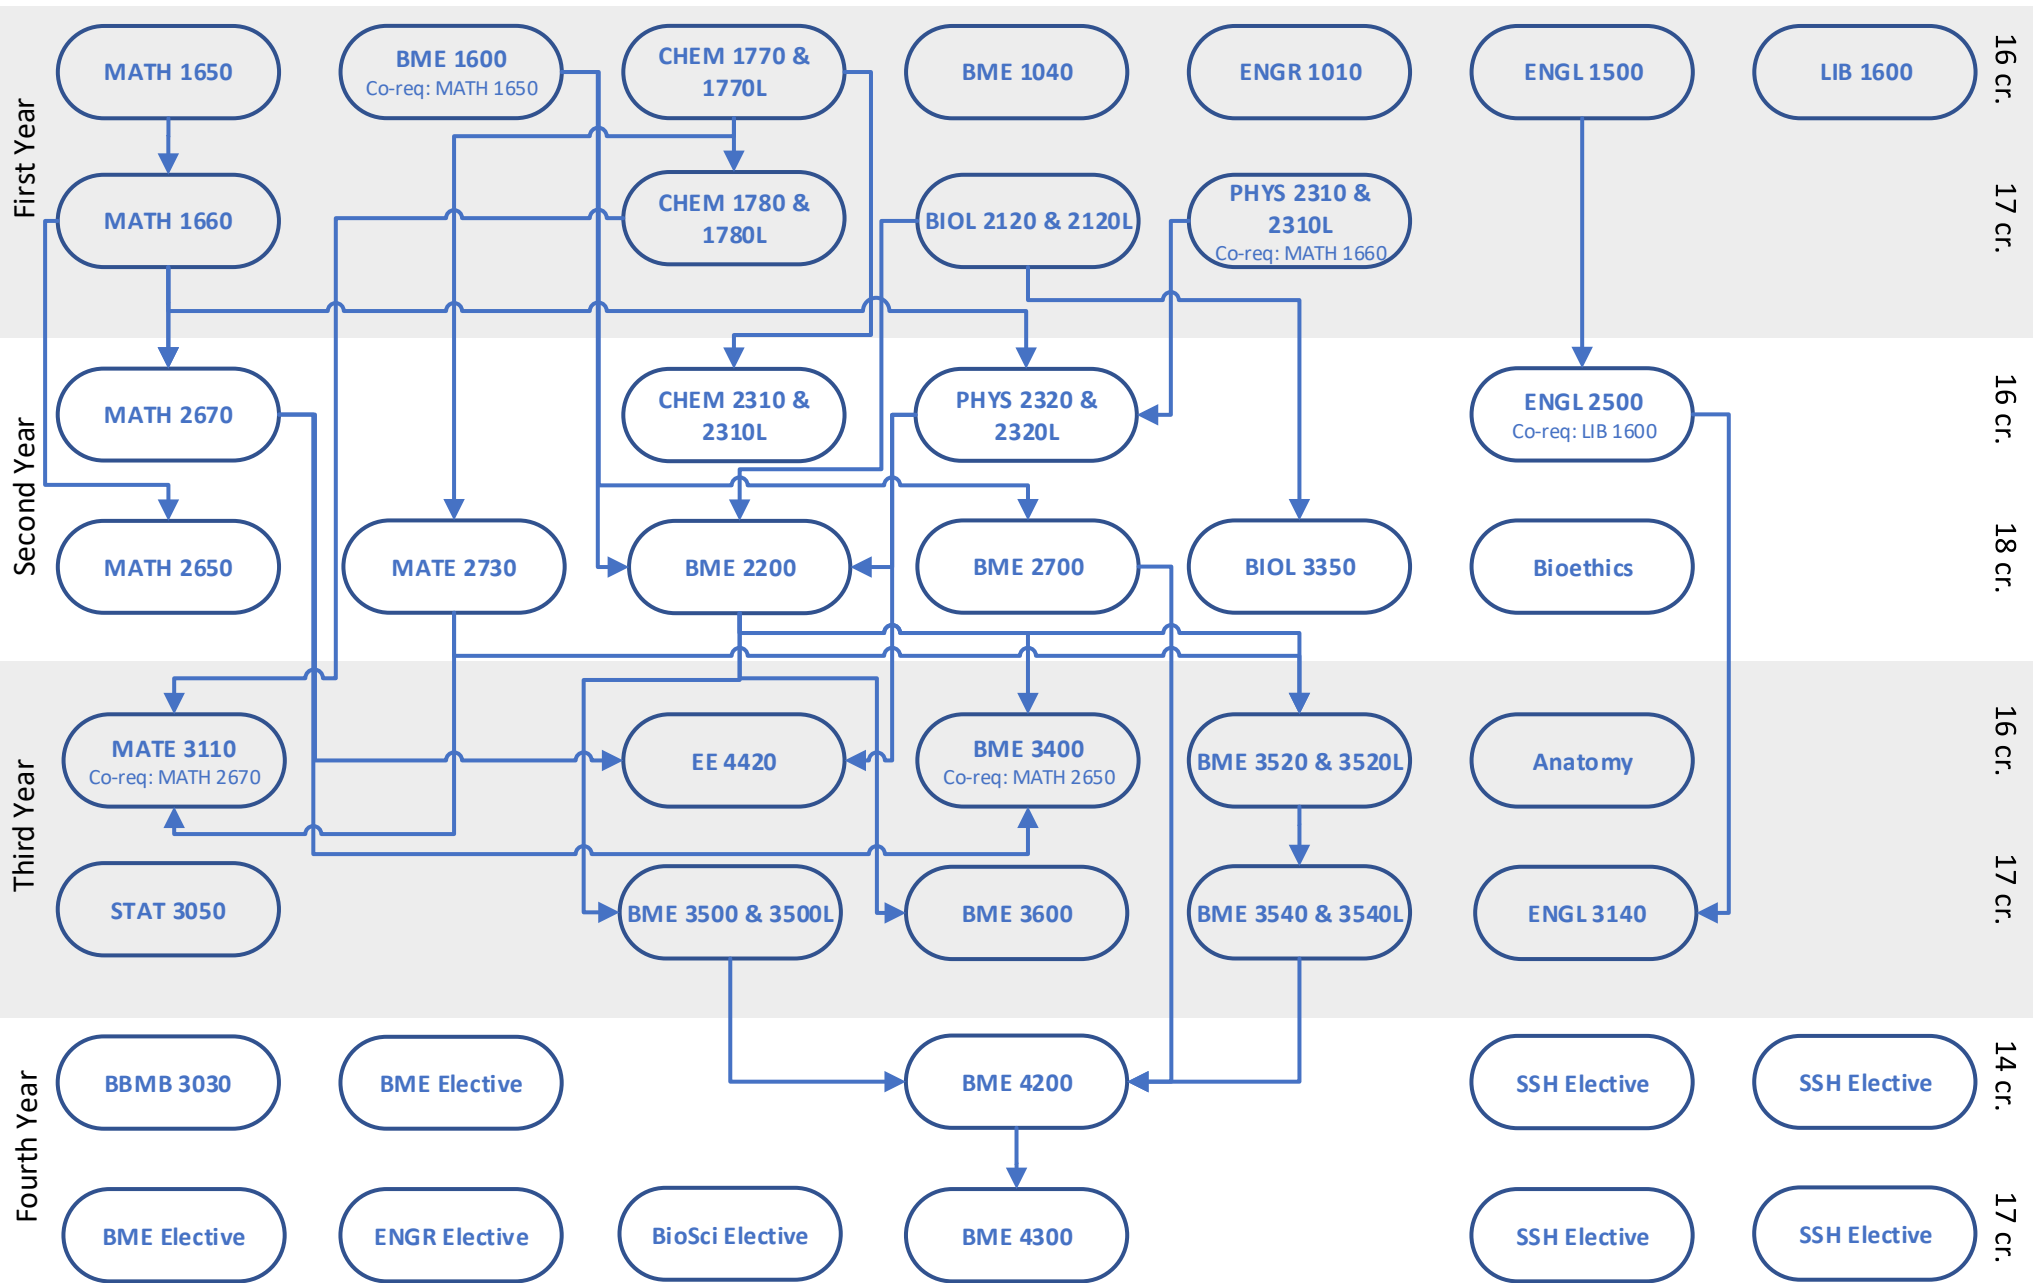 First Year
MATH 1650
BME 1600
Co-req: MATH 1650
CHEM 1770 &
1770L
BME 1040
ENGR 1010
ENGL 1500
LIB 1600
16 cr.
MATH 1660
CHEM 1780 &
1780L
BIOL 2120 & 2120L
PHYS 2310 &
2310L
Co-req: MATH 1660
17 cr.
Second Year
MATH 2670
CHEM 2310 &
2310L
PHYS 2320 &
2320L
ENGL 2500
Co-req: LIB 1600
16 cr.
MATH 2650
MATE 2730
BME 2200
BME 2700
BIOL 3350
Bioethics
18 cr.
Third Year
MATE 3110
Co-req: MATH 2670
EE 4420
BME 3400
Co-req: MATH 2650
BME 3520 & 3520L
Anatomy
16 cr.
STAT 3050
BME 3500 & 3500L
BME 3600
BME 3540 & 3540L
ENGL 3140
17 cr.
Fourth Year
BBMB 3030
BME Elective
BME 4200
SSH Elective
SSH Elective
14 cr.
BME Elective
ENGR Elective
BioSci Elective
BME 4300
SSH Elective
SSH Elective
17 cr.